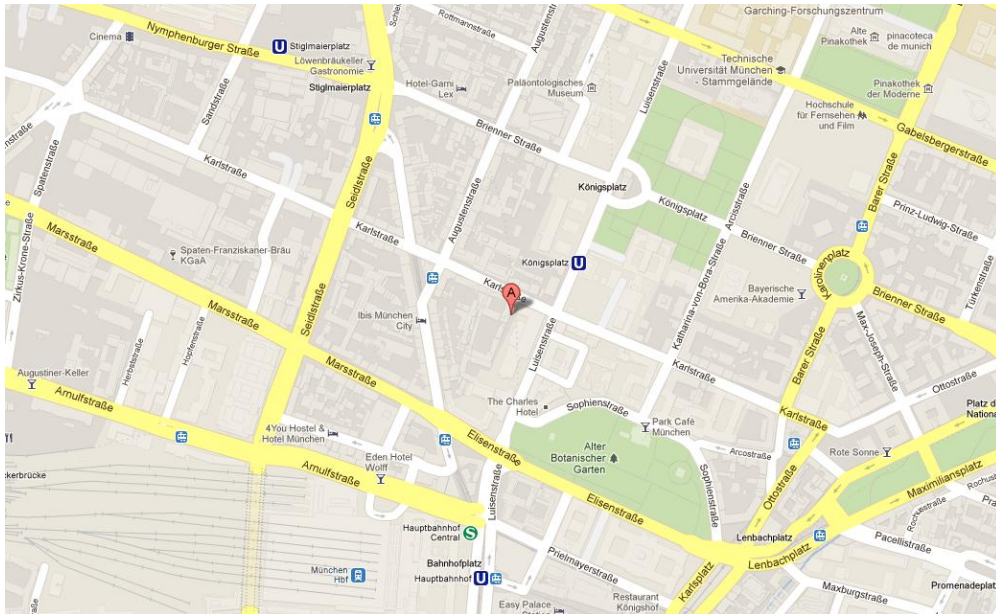 Garching-Forschungszentrum
Cinema
Nymphenburger Straße
U Stiglmaierplatz
Löwenbräukeller
Gastronomie
Stiglmaierplatz
Rottmannstraße
Augustenstraße
Hotel-Garni
Lex
Paläontologisches
Museum
Luisenstraße
Technische
Universität München
- Stammgelände
Alte
Pinakothek
pinacoteca
de munich
Pinakothek
der Moderne
Hochschule
für Fernsehen
und Film
Gabelsbergerstraße
Sandstraße
Spatenstraße
Karlstraße
Seidlstraße
Brienner Straße
Königsplatz
Königsplatz
Arcisstraße
Brienner Straße
Barer Straße
Prinz-Ludwig-Straße
Türkenstraße
Zirkus-Krone-Straße
Marsstraße
Spaten-Franziskaner-Bräu
KGaA
Karlstraße
Augustenstraße
Königsplatz U
Katharina-von-Bora-Straße
Karolinenplatz
Bayerische
Amerika-Akademie
Brienner Straße
Max-Joseph-Straße
Marsstraße
Seidlstraße
Hopfenstraße
Herbststraße
Ibis München
City
A
Luisenstraße
Karlstraße
Barer Straße
Ottostraße
Augustiner-Keller
Arnulfstraße
Marsstraße
The Charles
Hotel
Sophienstraße
Park Café
München
Karlstraße
Arcostraße
Platz d
National
Rote Sonne
Maximiliansplatz
4You Hostel &
Hotel München
Eden Hotel
Wolff
Elisenstraße
Alter
Botanischer
Garten
Sophienstraße
Ottostraße
ckerbrücke
Arnulfstraße
Luisenstraße
Elisenstraße
Lenbachplatz
Lenbachplatz
Pacellistraße
Hauptbahnhof
Central
S
Bahnhofplatz
Hauptbahnhof U
München
Hbf
Prielmayerstraße
Karlsplatz
Maxburgstraße
Promenadeplatz
Restaurant
Königshof
Easy Palace